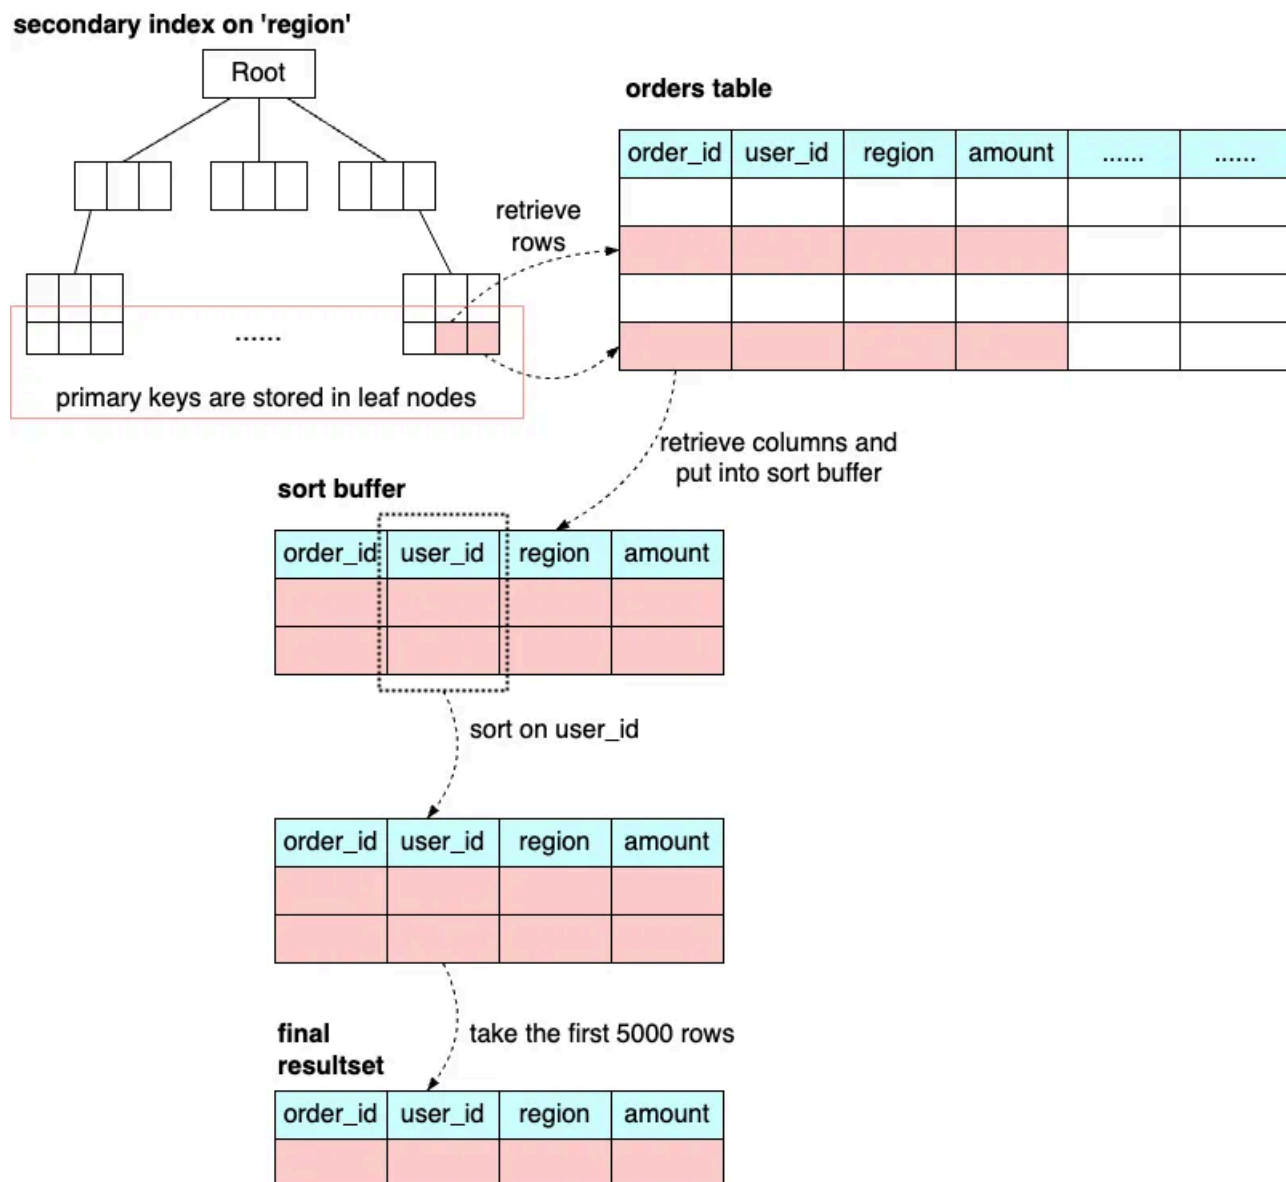 secondary index on 'region'
Root
orders table
order_id user_id region amount ...... ......
retrieve
rows
......
primary keys are stored in leaf nodes
retrieve columns and
put into sort buffer
sort buffer
order_id user_id region amount
sort on user_id
order_id user_id region amount
take the first 5000 rows
final
resultset
order_id user_id region amount